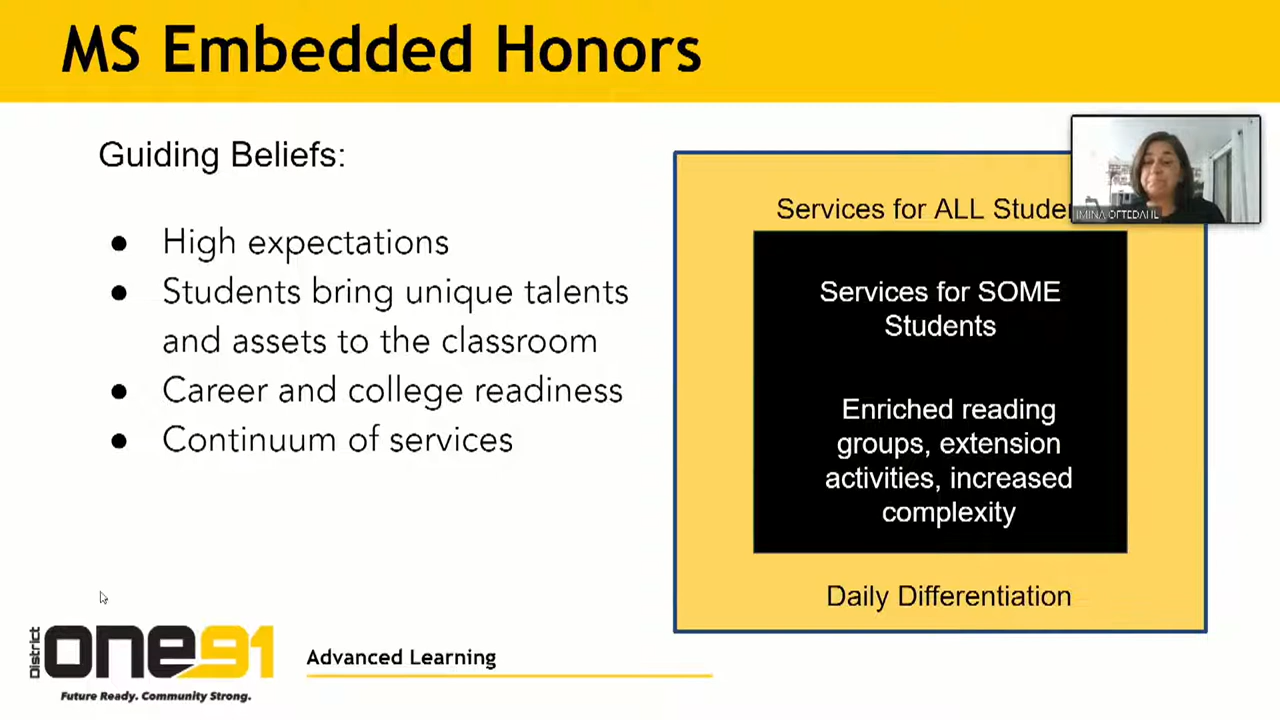 MS Embedded Honors
Guiding Beliefs:
● High expectations
● Students bring unique talents
and assets to the classroom
● Career and college readiness
● Continuum of services
Services for ALL
Services for SOME
Students
Enriched reading
groups, extension
activities, increased
complexity
Daily Differentiation
IMINA OFTEDAHL
District
one91
Future Ready. Community Strong.
Advanced Learning